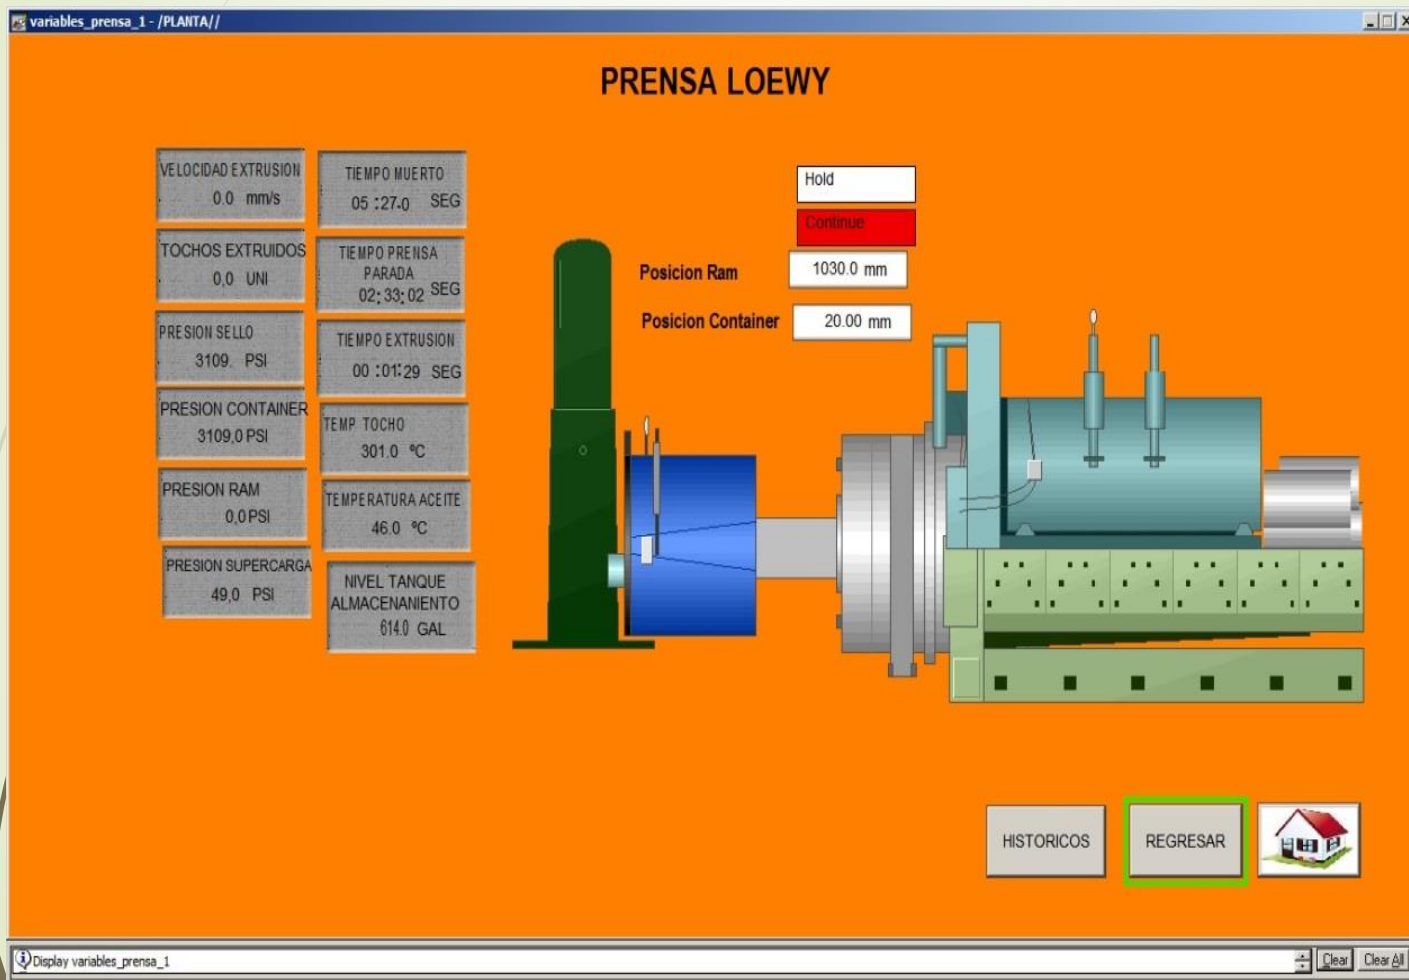 variables_prensa_1 - /PLANTA//
PRENSA LOEWY
VELOCIDAD EXTRUSION
0.0 mm/s
TOCHOS EXTRUIDOS
0,0 UNI
PRESION SELLO
3109. PSI
PRESION CONTAINER
3109,0 PSI
PRESION RAM
0,0 PSI
PRESION SUPERCARGA
49,0 PSI
TIEMPO MUERTO
05 :27.0 SEG
TIEMPO PRENSA
PARADA
02: 33: 02 SEG
TIEMPO EXTRUSION
00 :01:29 SEG
TEMP TOCHO
301.0 ºC
TEMPERATURA ACEITE
46.0 ºC
NIVEL TANQUE
ALMACENANIENTO
614.0 GAL
Hold
Continue
Posicion Ram 1030.0 mm
Posicion Container 20.00 mm
HISTORICOS
REGRESAR
Display variables_prensa_1
Clear
Clear All